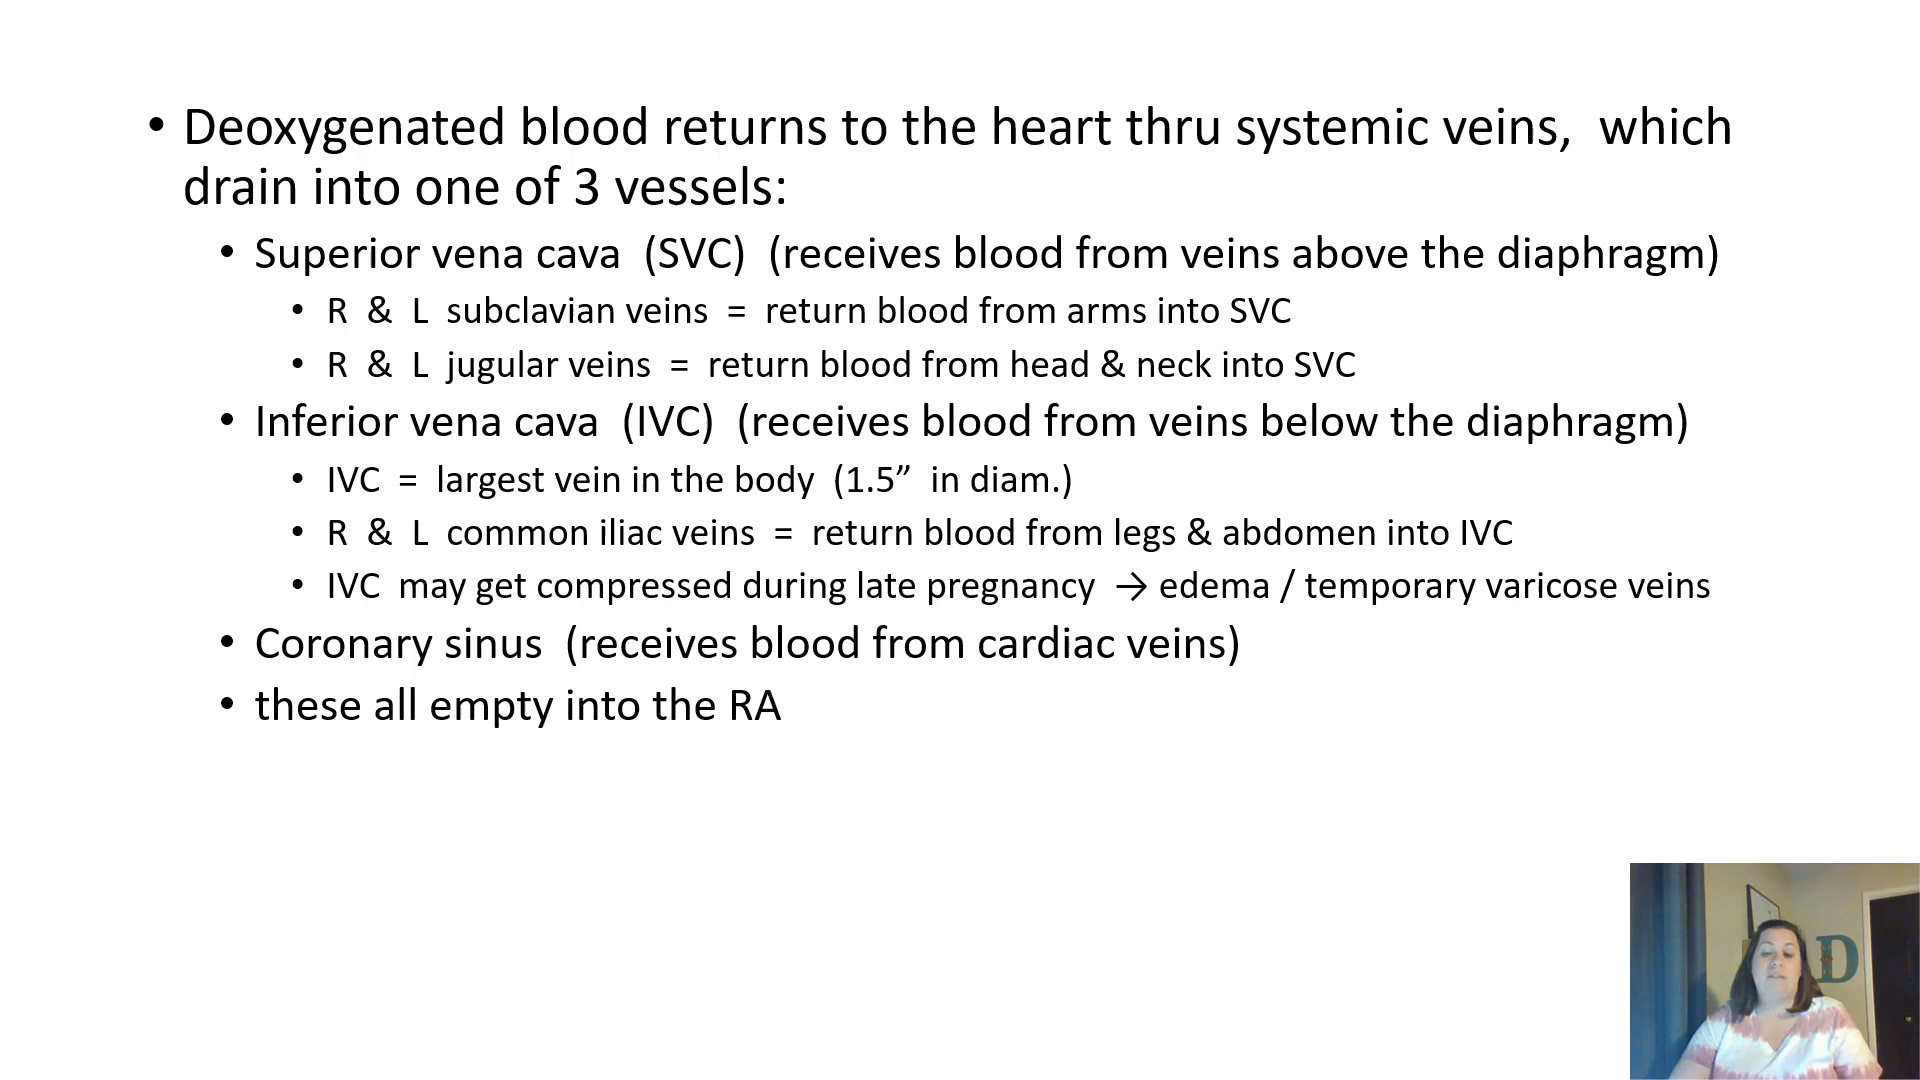 • Deoxygenated blood returns to the heart thru systemic veins,  which
drain into one of 3 vessels:
• Superior vena cava  (SVC)  (receives blood from veins above the diaphragm)
• R  &  L  subclavian veins  =  return blood from arms into SVC
• R  &  L  jugular veins  =  return blood from head & neck into SVC
• Inferior vena cava  (IVC)  (receives blood from veins below the diaphragm)
• IVC  =  largest vein in the body  (1.5”  in diam.)
• R  &  L  common iliac veins  =  return blood from legs & abdomen into IVC
• IVC  may get compressed during late pregnancy  → edema / temporary varicose veins
• Coronary sinus  (receives blood from cardiac veins)
• these all empty into the RA
D